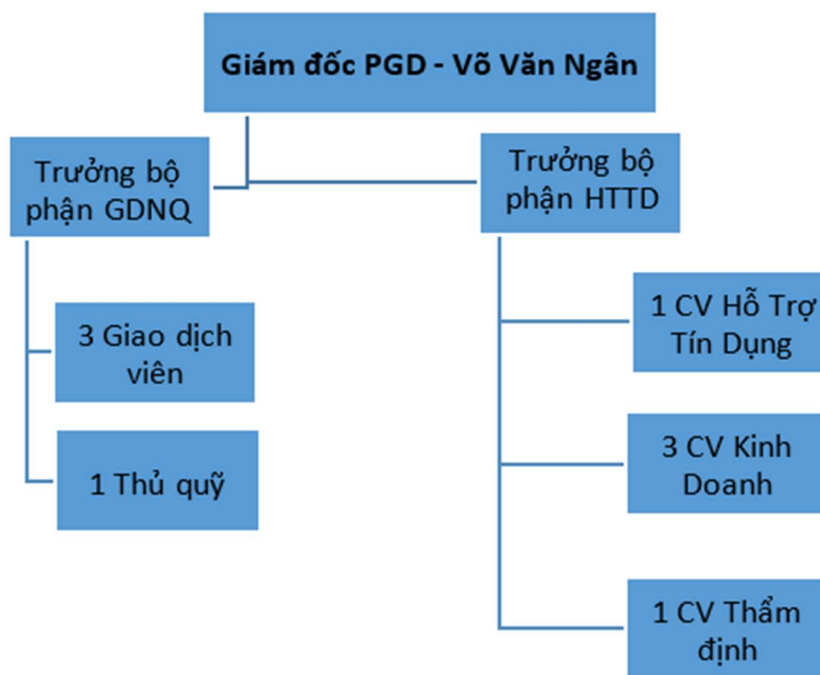 Giám đốc PGD - Võ Văn Ngân
Trưởng bộ
phận GDNQ
3 Giao dịch
viên
1 Thủ quỹ
Trưởng bộ
phận HTTD
1 CV Hỗ Trợ
Tín Dụng
3 CV Kinh
Doanh
1 CV Thẩm
định